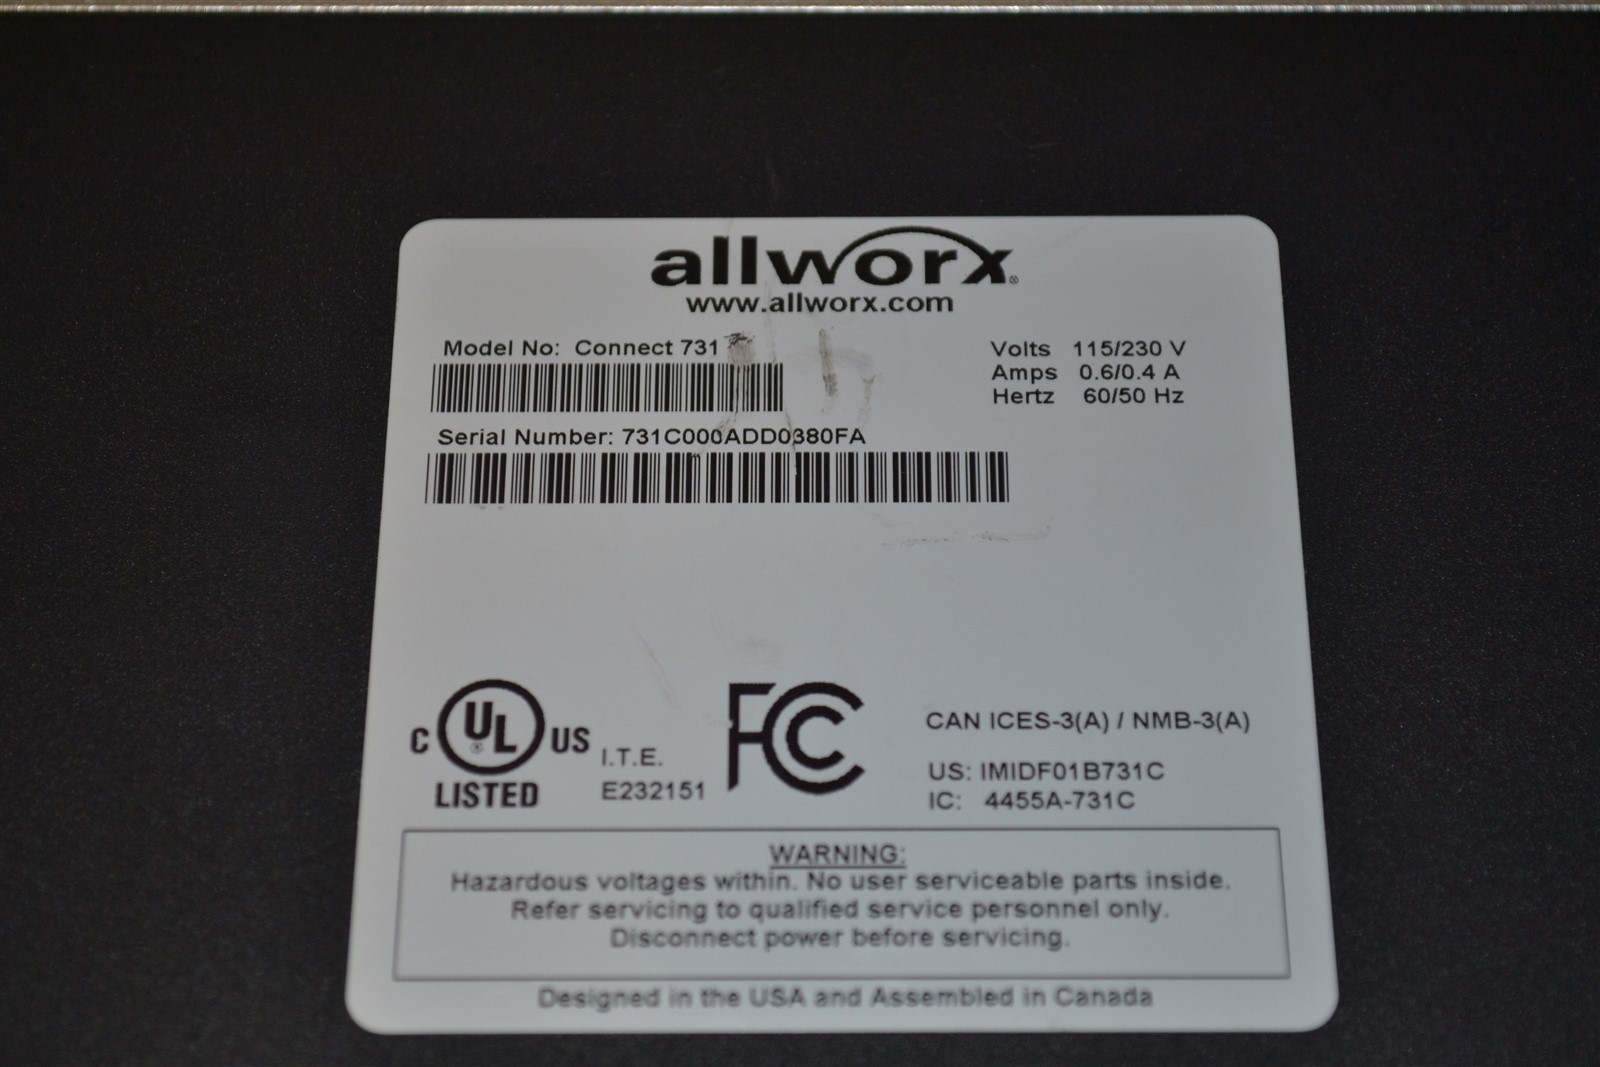 allworx®
www.allworx.com
Model No: Connect 731
Volts 115/230 V
Amps 0.6/0.4 A
Hertz 60/50 Hz
Serial Number: 731C000ADD0380FA
C UL® US
LISTED
I.T.E.
E232151
FC
CAN ICES-3(A) / NMB-3(A)
US: IMIDF01B731C
IC: 4455A-731C
WARNING:
Hazardous voltages within. No user serviceable parts inside.
Refer servicing to qualified service personnel only.
Disconnect power before servicing.
Designed in the USA and Assembled in Canada